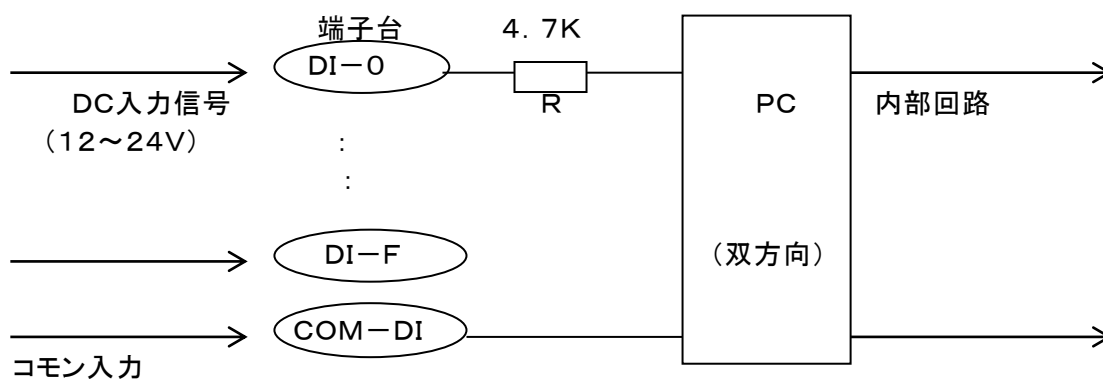 端子台
4.7K
DI-0
R
DC入力信号
(12~24V)
PC
内部回路
:
:
DI-F
(双方向)
COM-DI
コモン入力